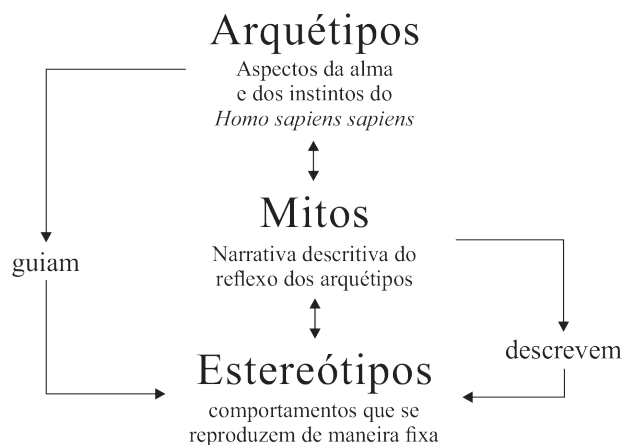 Arquétipos
Aspectos da alma
e dos instintos do
Homo sapiens sapiens
Mitos
Narrativa descritiva do
reflexo dos arquétipos
guiam
descrevem
Estereótipos
comportamentos que se
reproduzem de maneira fixa